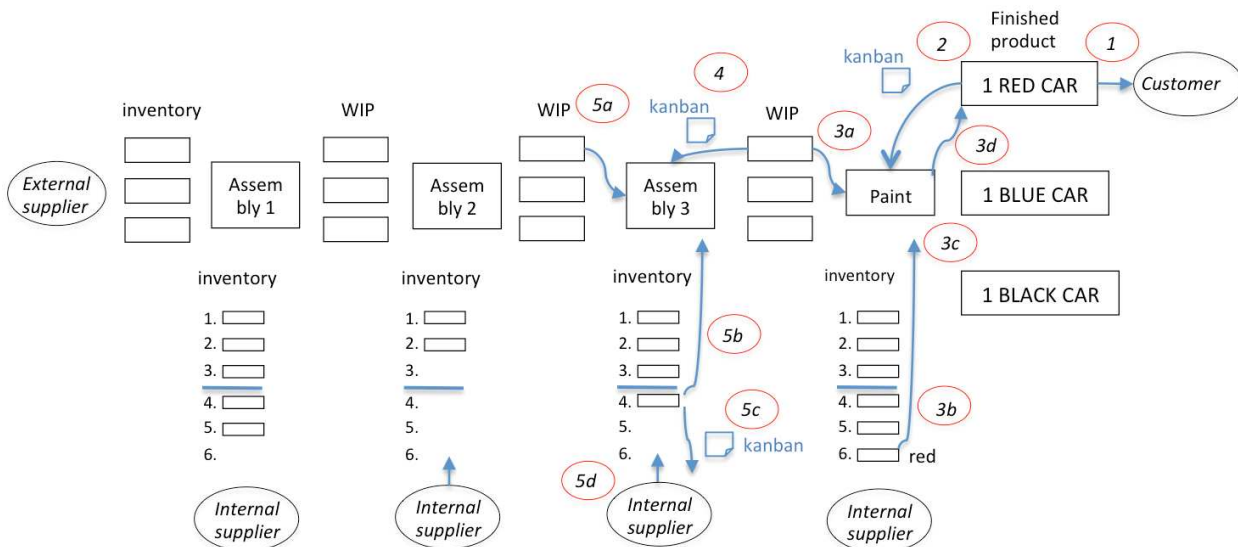 Finished
product
1
2
kanban
1 RED CAR
Customer
4
kanban
inventory
WIP
WIP
5a
WIP
3a
3d
External
supplier
Assem
bly 1
Assem
bly 2
Assem
bly 3
Paint
1 BLUE CAR
3c
1 BLACK CAR
inventory
1.
2.
3.
4.
5.
6.
Internal
supplier
inventory
1.
2.
3.
4.
5.
6.
Internal
supplier
inventory
1.
2.
3.
4.
5.
6.
5b
5c
kanban
5d
Internal
supplier
inventory
1.
2.
3.
4.
5.
6.
red
3b
Internal
supplier